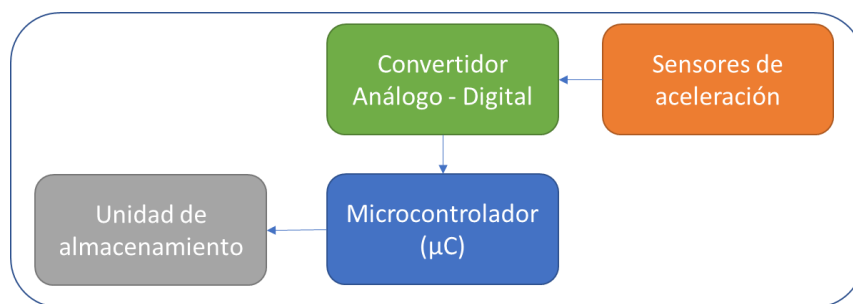 Convertidor
Análogo - Digital
Sensores de
aceleración
Unidad de
almacenamiento
Microcontrolador
(µC)